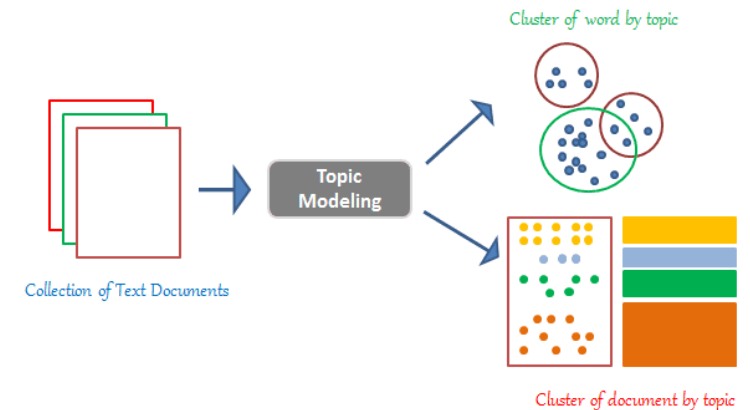 Cluster of word by topic
Topic
Modeling
Collection of Text Documents
Cluster of document by topic